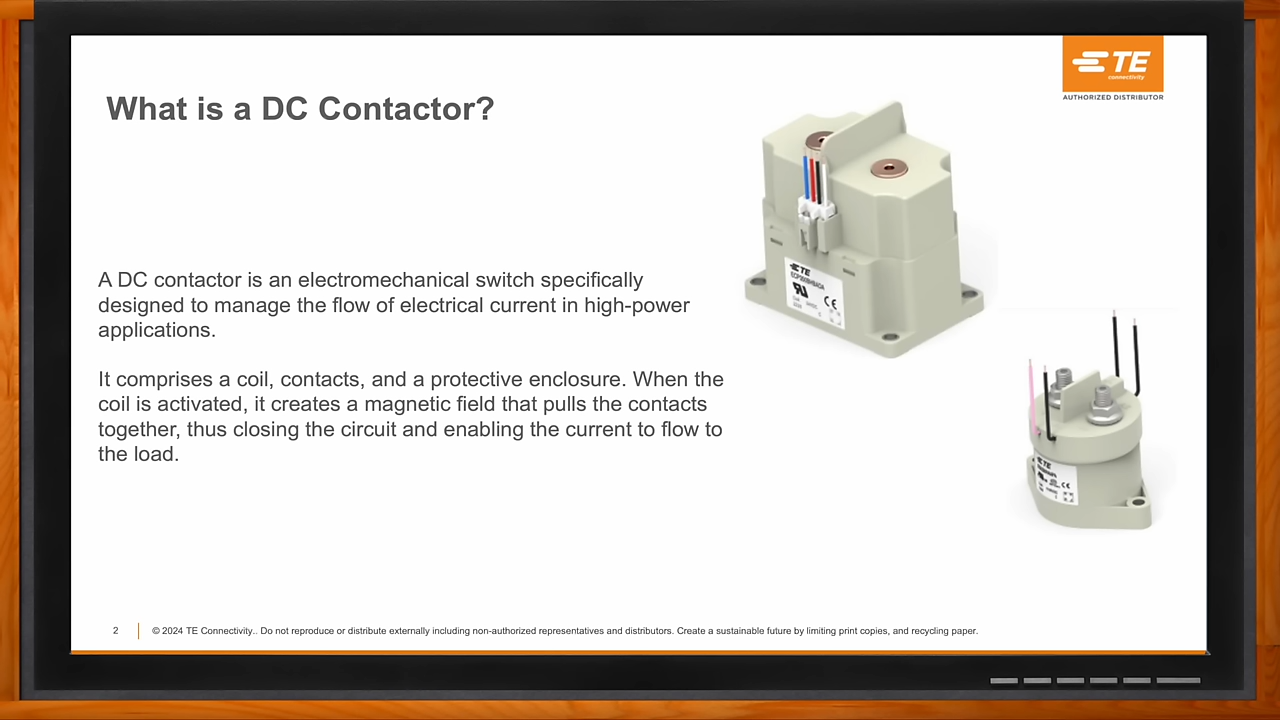 TE
connectivity
AUTHORIZED DISTRIBUTOR
What is a DC Contactor?
TE
CE
A DC contactor is an electromechanical switch specifically
designed to manage the flow of electrical current in high-power
applications.
It comprises a coil, contacts, and a protective enclosure. When the
coil is activated, it creates a magnetic field that pulls the contacts
together, thus closing the circuit and enabling the current to flow to
the load.
TE
CE
2
© 2024 TE Connectivity.. Do not reproduce or distribute externally including non-authorized representatives and distributors. Create a sustainable future by limiting print copies, and recycling paper.